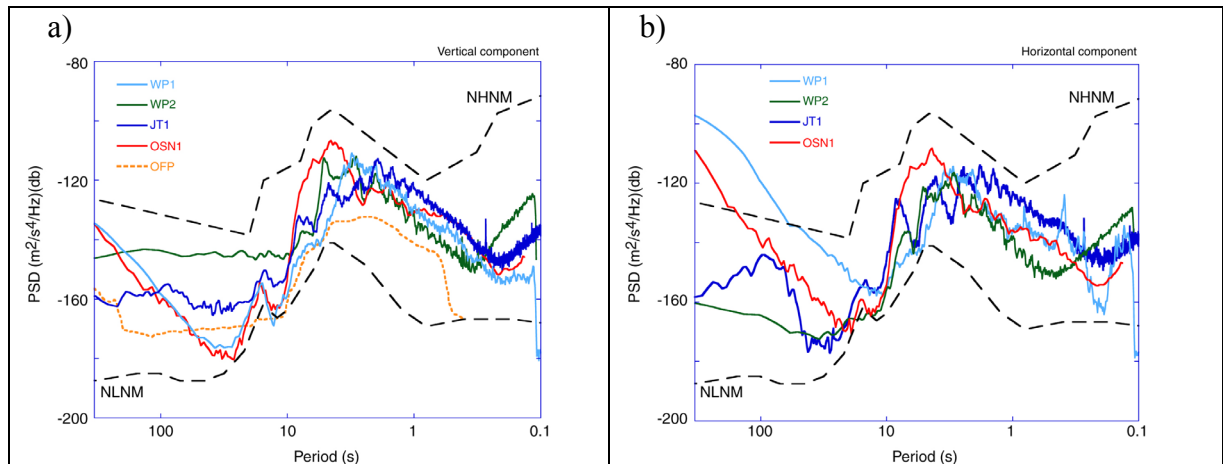 a)
Vertical component
-80
WP1
WP2
JT1
OSN1
OFP
NHNM
-120
PSD (m2/s4/Hz)(db)
-160
NLNM
-200
100
10
1
0.1
Period (s)
b)
Horizontal component
-80
WP1
WP2
JT1
OSN1
NHNM
-120
PSD (m2/s4/Hz)(db)
-160
NLNM
-200
100
10
1
0.1
Period (s)